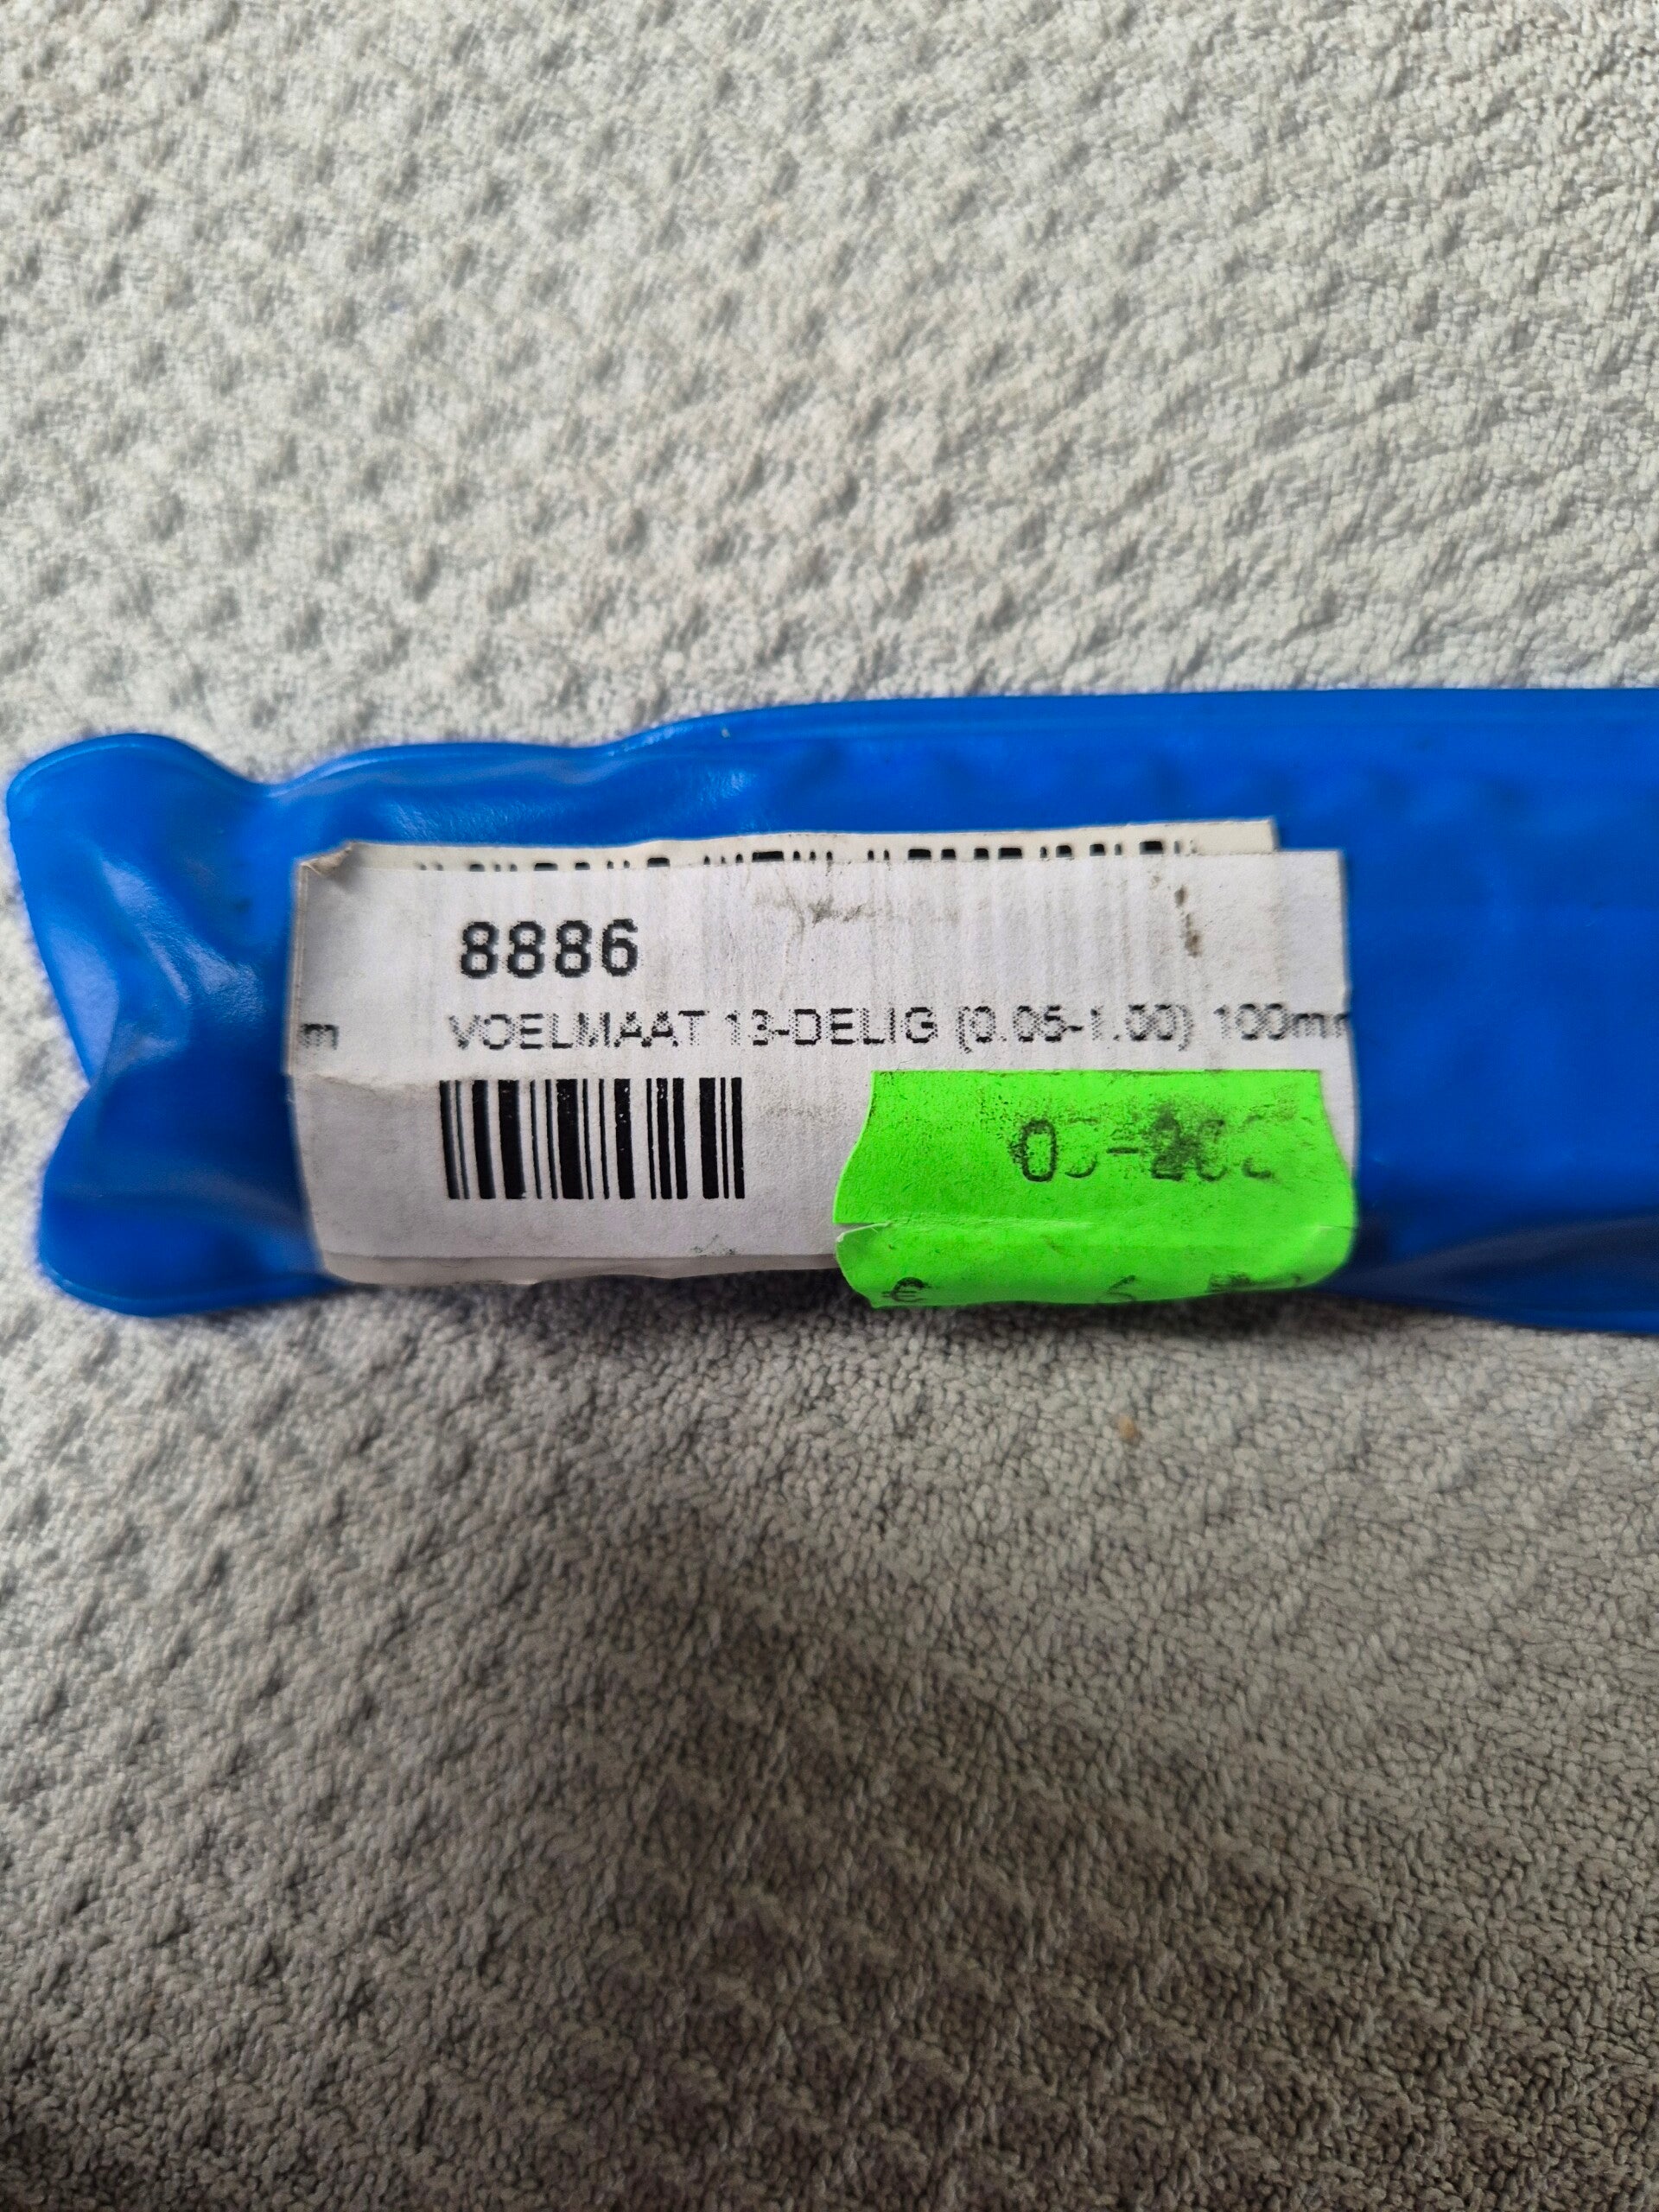 8886
m
VOELMAAT 13-DELIG (0.05-1.00) 100mm
€